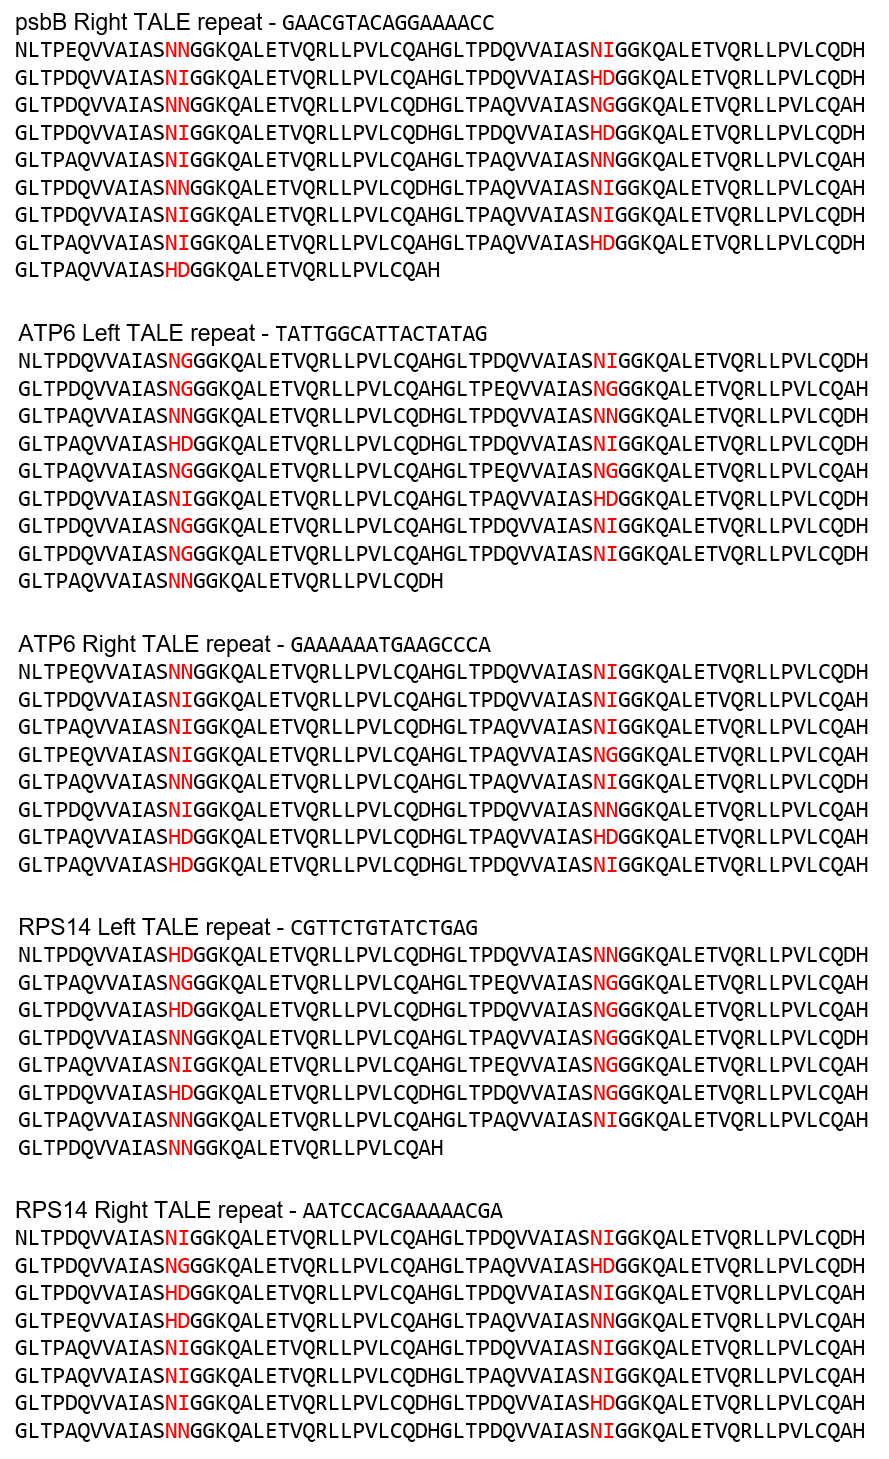 psbB Right TALE repeat - GAACGTACAGGAAAACC
NLTPEQVVAIASNNGGKQALETVQRLLPVLCQAHGLTPDQVVAIASNIGGKQALETVQRLLPVLCQDH
GLTPDQVVAIASNIGGKQALETVQRLLPVLCQAHGLTPDQVVAIASHDGGKQALETVQRLLPVLCQDH
GLTPDQVVAIASNNGGKQALETVQRLLPVLCQDHGLTPAQVVAIASNGGGKQALETVQRLLPVLCQAH
GLTPDQVVAIASNIGGKQALETVQRLLPVLCQDHGLTPDQVVAIASHDGGKQALETVQRLLPVLCQDH
GLTPAQVVAIASNIGGKQALETVQRLLPVLCQAHGLTPAQVVAIASNNGGKQALETVQRLLPVLCQAH
GLTPDQVVAIASNNGGKQALETVQRLLPVLCQDHGLTPAQVVAIASNIGGKQALETVQRLLPVLCQAH
GLTPDQVVAIASNIGGKQALETVQRLLPVLCQAHGLTPAQVVAIASNIGGKQALETVQRLLPVLCQDH
GLTPAQVVAIASNIGGKQALETVQRLLPVLCQAHGLTPAQVVAIASHDGGKQALETVQRLLPVLCQDH
GLTPAQVVAIASHDGGKQALETVQRLLPVLCQAH
ATP6 Left TALE repeat - TATTGGCATTACTATAG
NLTPDQVVAIASNGGGKQALETVQRLLPVLCQAHGLTPDQVVAIASNIGGKQALETVQRLLPVLCQDH
GLTPDQVVAIASNGGGKQALETVQRLLPVLCQAHGLTPEQVVAIASNGGGKQALETVQRLLPVLCQAH
GLTPAQVVAIASNNGGKQALETVQRLLPVLCQDHGLTPDQVVAIASNNGGKQALETVQRLLPVLCQDH
GLTPAQVVAIASHDGGKQALETVQRLLPVLCQDHGLTPDQVVAIASNIGGKQALETVQRLLPVLCQDH
GLTPAQVVAIASNGGGKQALETVQRLLPVLCQAHGLTPEQVVAIASNGGGKQALETVQRLLPVLCQAH
GLTPDQVVAIASNIGGKQALETVQRLLPVLCQAHGLTPAQVVAIASHDGGKQALETVQRLLPVLCQDH
GLTPDQVVAIASNGGGKQALETVQRLLPVLCQAHGLTPDQVVAIASNIGGKQALETVQRLLPVLCQDH
GLTPDQVVAIASNGGGKQALETVQRLLPVLCQAHGLTPDQVVAIASNIGGKQALETVQRLLPVLCQDH
GLTPAQVVAIASNNGGKQALETVQRLLPVLCQDH
ATP6 Right TALE repeat - GAAAAAATGAAGCCCA
NLTPEQVVAIASNNGGKQALETVQRLLPVLCQAHGLTPDQVVAIASNIGGKQALETVQRLLPVLCQDH
GLTPDQVVAIASNIGGKQALETVQRLLPVLCQAHGLTPDQVVAIASNIGGKQALETVQRLLPVLCQAH
GLTPAQVVAIASNIGGKQALETVQRLLPVLCQDHGLTPAQVVAIASNIGGKQALETVQRLLPVLCQAH
GLTPEQVVAIASNIGGKQALETVQRLLPVLCQAHGLTPAQVVAIASNGGGKQALETVQRLLPVLCQAH
GLTPAQVVAIASNNGGKQALETVQRLLPVLCQAHGLTPAQVVAIASNIGGKQALETVQRLLPVLCQDH
GLTPDQVVAIASNIGGKQALETVQRLLPVLCQDHGLTPDQVVAIASNNGGKQALETVQRLLPVLCQAH
GLTPAQVVAIASHDGGKQALETVQRLLPVLCQDHGLTPAQVVAIASHDGGKQALETVQRLLPVLCQAH
GLTPAQVVAIASHDGGKQALETVQRLLPVLCQDHGLTPDQVVAIASNIGGKQALETVQRLLPVLCQAH
RPS14 Left TALE repeat - CGTTCTGTATCTGAG
NLTPDQVVAIASHDGGKQALETVQRLLPVLCQDHGLTPDQVVAIASNNGGKQALETVQRLLPVLCQDH
GLTPAQVVAIASNGGGKQALETVQRLLPVLCQAHGLTPEQVVAIASNGGGKQALETVQRLLPVLCQAH
GLTPDQVVAIASHDGGKQALETVQRLLPVLCQDHGLTPDQVVAIASNGGGKQALETVQRLLPVLCQAH
GLTPDQVVAIASNNGGKQALETVQRLLPVLCQAHGLTPAQVVAIASNGGGKQALETVQRLLPVLCQDH
GLTPAQVVAIASNIGGKQALETVQRLLPVLCQAHGLTPEQVVAIASNGGGKQALETVQRLLPVLCQAH
GLTPDQVVAIASHDGGKQALETVQRLLPVLCQDHGLTPDQVVAIASNGGGKQALETVQRLLPVLCQAH
GLTPAQVVAIASNNGGKQALETVQRLLPVLCQAHGLTPAQVVAIASNIGGKQALETVQRLLPVLCQAH
GLTPDQVVAIASNNGGKQALETVQRLLPVLCQAH
RPS14 Right TALE repeat - AATCCACGAAAAACGA
NLTPDQVVAIASNIGGKQALETVQRLLPVLCQAHGLTPDQVVAIASNIGGKQALETVQRLLPVLCQDH
GLTPDQVVAIASNGGGKQALETVQRLLPVLCQAHGLTPAQVVAIASHDGGKQALETVQRLLPVLCQDH
GLTPDQVVAIASHDGGKQALETVQRLLPVLCQAHGLTPDQVVAIASNIGGKQALETVQRLLPVLCQAH
GLTPEQVVAIASHDGGKQALETVQRLLPVLCQAHGLTPAQVVAIASNNGGKQALETVQRLLPVLCQAH
GLTPAQVVAIASNIGGKQALETVQRLLPVLCQAHGLTPDQVVAIASNIGGKQALETVQRLLPVLCQAH
GLTPAQVVAIASNIGGKQALETVQRLLPVLCQDHGLTPAQVVAIASNIGGKQALETVQRLLPVLCQAH
GLTPDQVVAIASNIGGKQALETVQRLLPVLCQDHGLTPDQVVAIASHDGGKQALETVQRLLPVLCQAH
GLTPAQVVAIASNNGGKQALETVQRLLPVLCQDHGLTPDQVVAIASNIGGKQALETVQRLLPVLCQAH